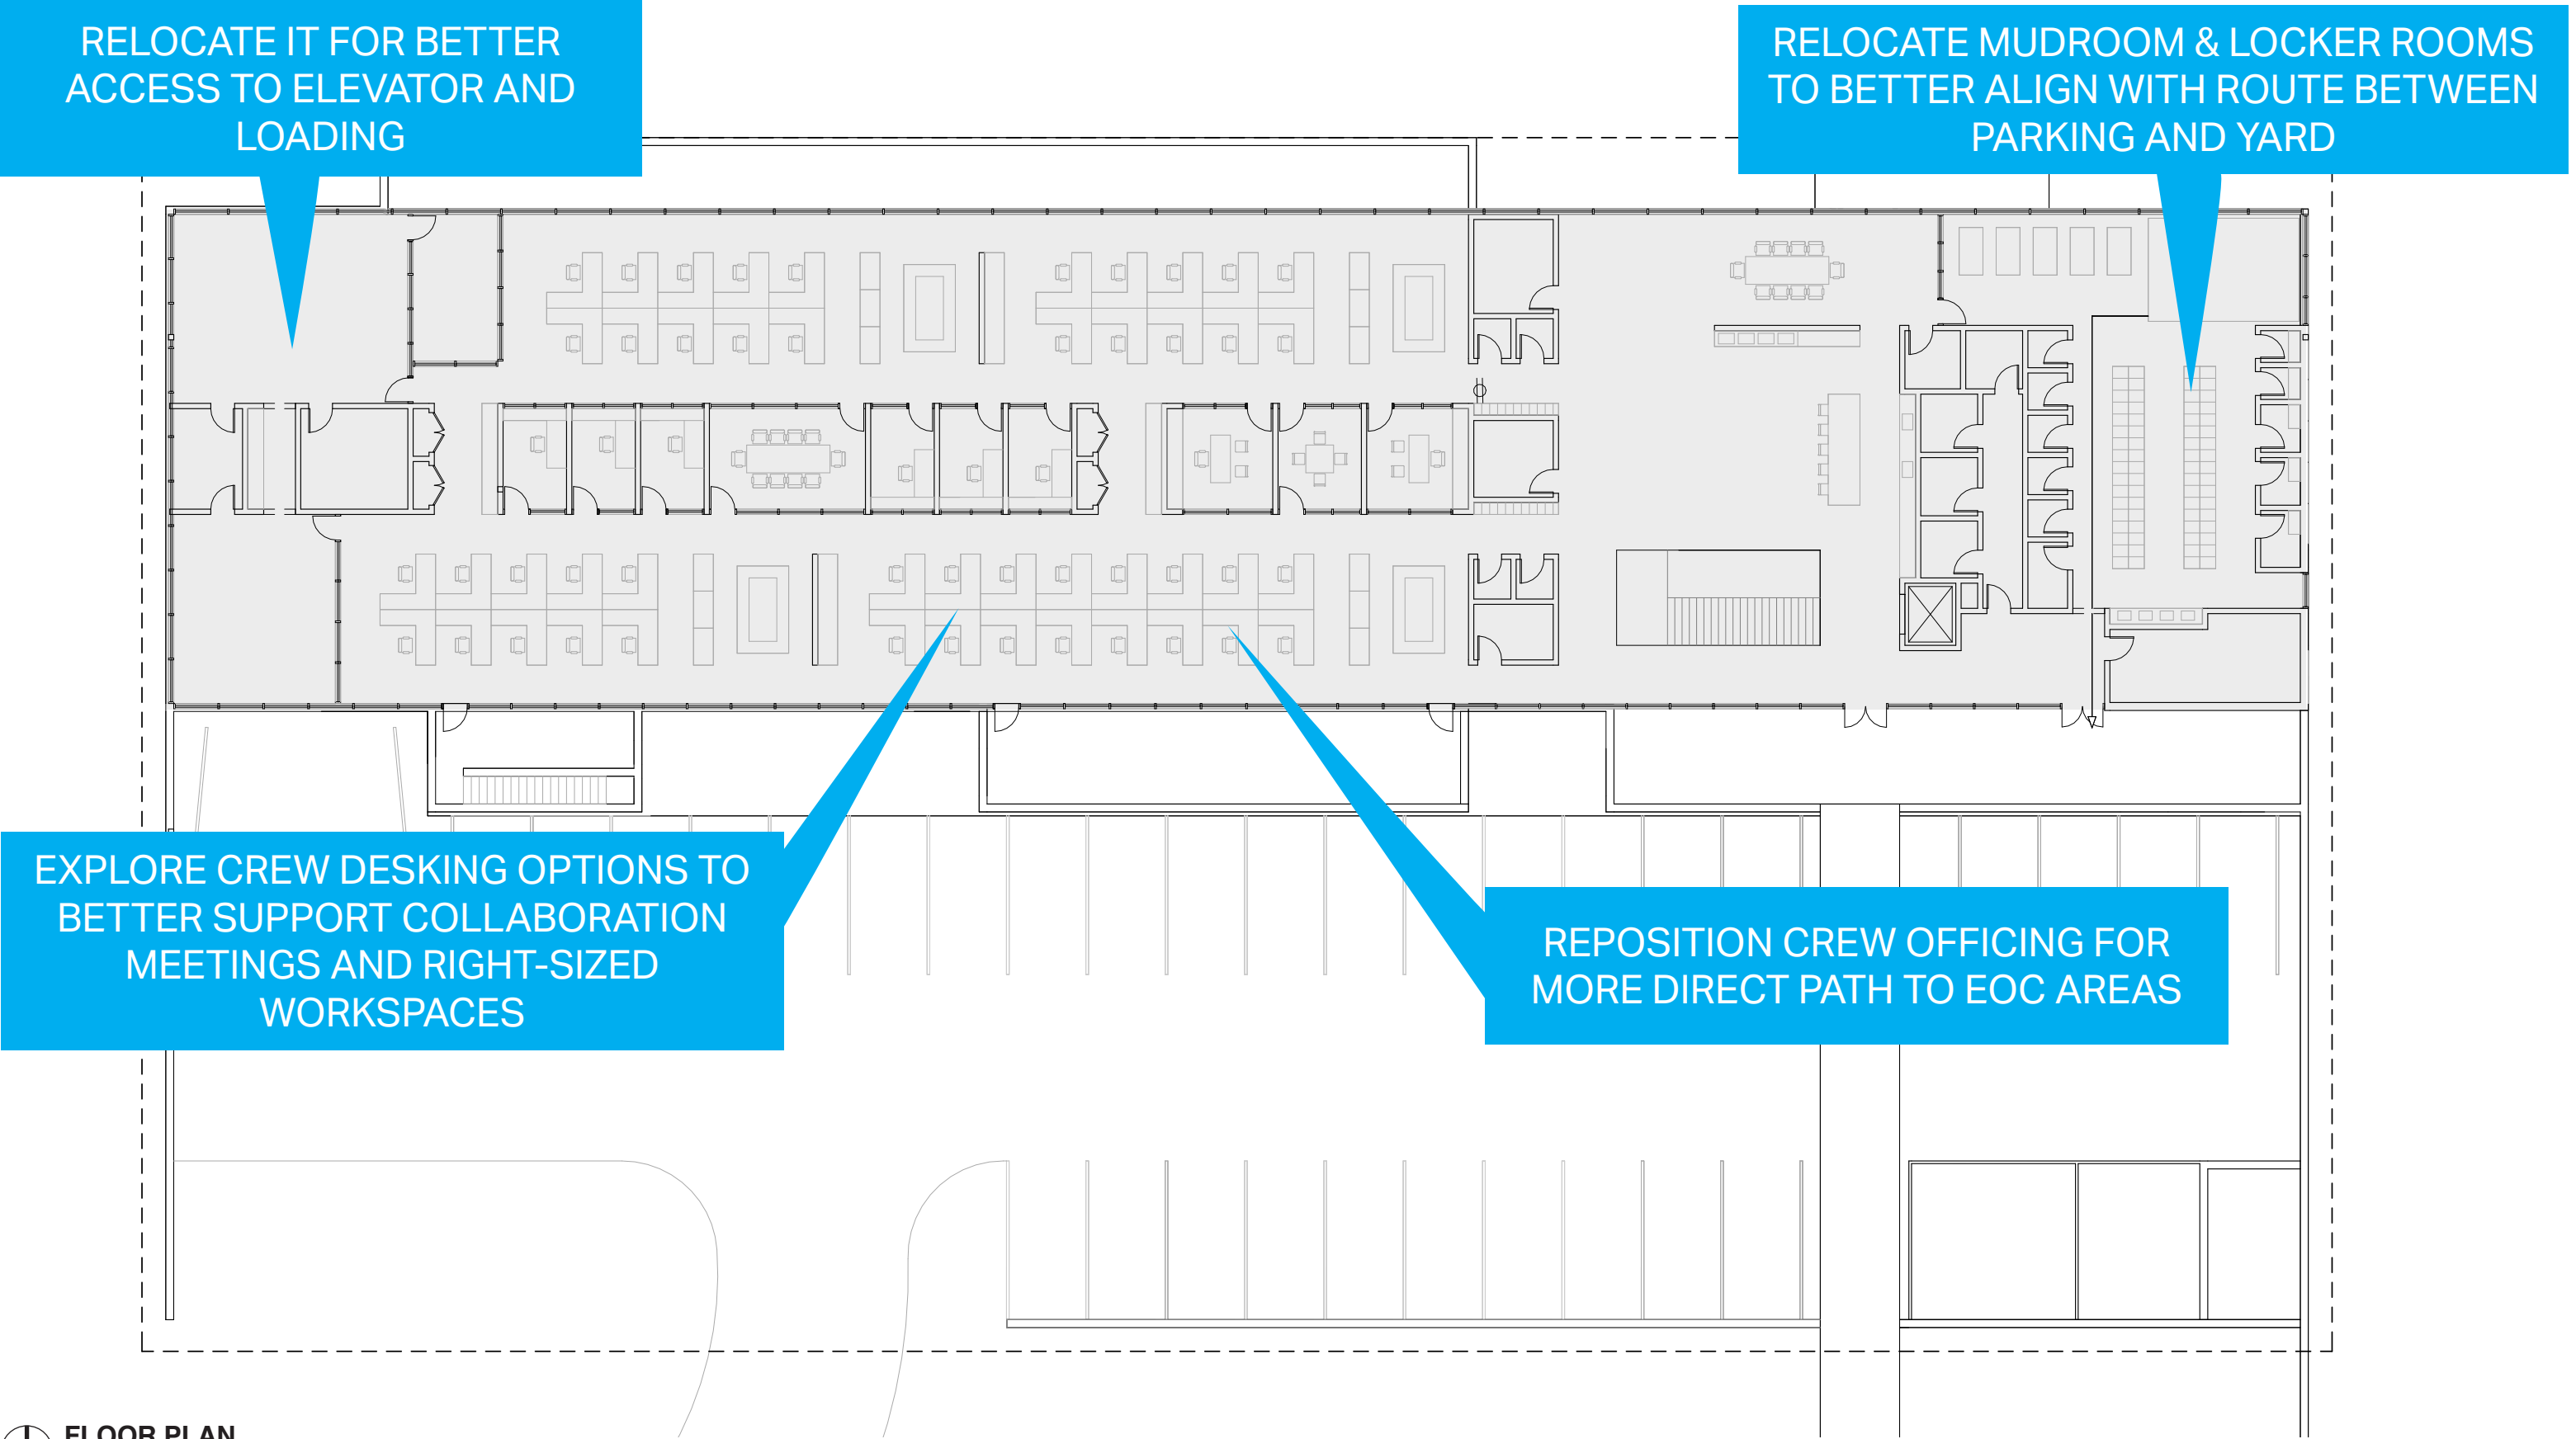 RELOCATE IT FOR BETTER
ACCESS TO ELEVATOR AND
LOADING
RELOCATE MUDROOM & LOCKER ROOMS
TO BETTER ALIGN WITH ROUTE BETWEEN
PARKING AND YARD
EXPLORE CREW DESKING OPTIONS TO
BETTER SUPPORT COLLABORATION
MEETINGS AND RIGHT-SIZED
WORKSPACES
REPOSITION CREW OFFICING FOR
MORE DIRECT PATH TO EOC AREAS
FLOOR PLAN